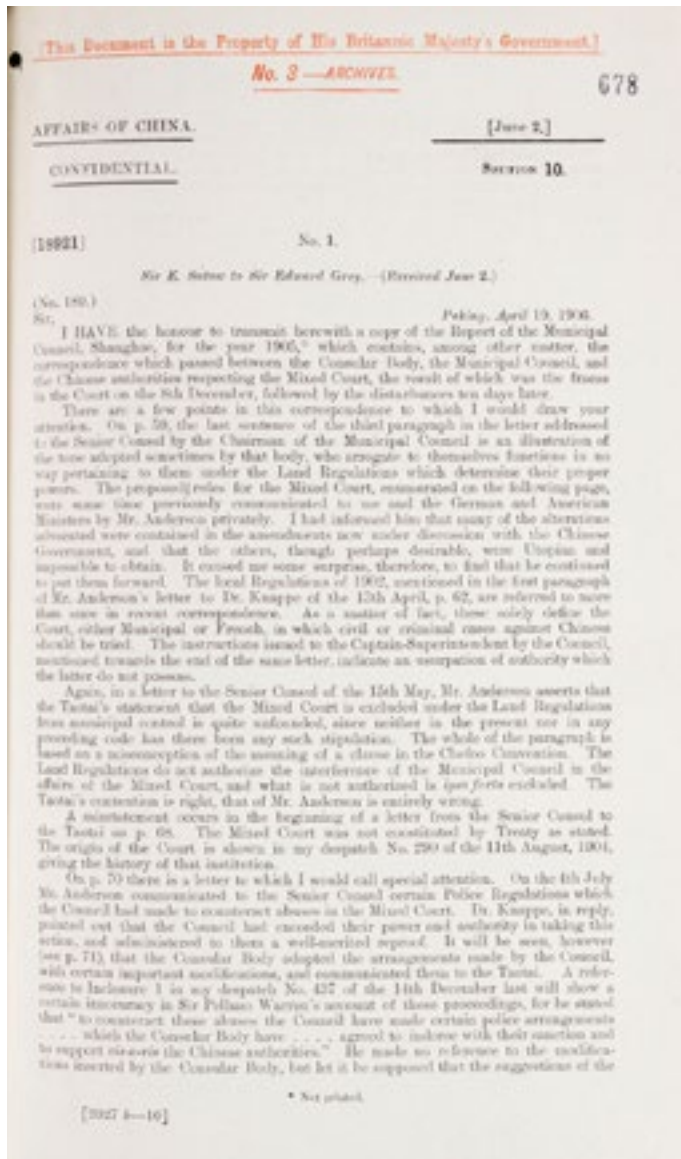 [This Document is the Property of His Britannic Majesty's Government.]
No. 3 —ARCHIVES.
678
AFFAIRS OF CHINA.
[June 2.]
CONFIDENTIAL.
SECTION 10.
[18921]
No. 1.
Sir E. Satow to Sir Edward Grey.—(Received June 2.)
(No. 189.)
Sir,
Peking, April 19, 1906.
I HAVE the honour to transmit herewith a copy of the Report of the Municipal
Council, Shanghae, for the year 1905,* which contains, among other matter, the
correspondence which passed between the Consular Body, the Municipal Council, and
the Chinese authorities respecting the Mixed Court, the result of which was the fracas
in the Court on the 8th December, followed by the disturbances ten days later.
There are a few points in this correspondence to which I would draw your
attention. On p. 59, the last sentence of the third paragraph in the letter addressed
to the Senior Consul by the Chairman of the Municipal Council is an illustration of
the tone adopted sometimes by that body, who arrogate to themselves functions in no
way pertaining to them under the Land Regulations which determine their proper
powers. The proposed rules for the Mixed Court, enumerated on the following page,
were some time previously communicated to me and the German and American
Ministers by Mr. Anderson privately. I had informed him that many of the alterations
advocated were contained in the amendments now under discussion with the Chinese
Government, and that the others, though perhaps desirable, were Utopian and
impossible to obtain. It caused me some surprise, therefore, to find that he continued
to put them forward. The local Regulations of 1902, mentioned in the first paragraph
of Mr. Anderson's letter to Dr. Knappe of the 13th April, p. 62, are referred to more
than once in recent correspondence. As a matter of fact, these solely define the
Court, either Municipal or French, in which civil or criminal cases against Chinese
should be tried. The instructions issued to the Captain-Superintendent by the Council,
mentioned towards the end of the same letter, indicate an usurpation of authority which
the latter do not possess.
Again, in a letter to the Senior Consul of the 15th May, Mr. Anderson asserts that
the Taotai's statement that the Mixed Court is excluded under the Land Regulations
from municipal control is quite unfounded, since neither in the present nor in any
preceding code has there been any such stipulation. The whole of the paragraph is
based on a misconception of the meaning of a clause in the Chefoo Convention. The
Land Regulations do not authorize the interference of the Municipal Council in the
affairs of the Mixed Court, and what is not authorized is ipso facto excluded. The
Taotai's contention is right, that of Mr. Anderson is entirely wrong.
A misstatement occurs in the beginning of a letter from the Senior Consul to
the Taotai on p. 68. The Mixed Court was not constituted by Treaty as stated.
The origin of the Court is shown in my despatch No. 290 of the 11th August, 1904,
giving the history of that institution.
On p. 70 there is a letter to which I would call special attention. On the 4th July
Mr. Anderson communicated to the Senior Consul certain Police Regulations which
the Council had made to counteract abuses in the Mixed Court. Dr. Knappe, in reply,
pointed out that the Council had exceeded their power and authority in taking this
action, and administered to them a well-merited reproof. It will be seen, however
(see p. 71), that the Consular Body adopted the arrangements made by the Council,
with certain important modifications, and communicated them to the Taotai. A refer-
ence to Inclosure 1 in my despatch No. 437 of the 14th December last will show a
certain inaccuracy in Sir Pelham Warren's account of these proceedings, for he stated
that "to counteract these abuses the Council have made certain police arrangements
. . . . . which the Consular Body have . . . . agreed to indorse with their sanction and
to support vis-à-vis the Chinese authorities." He made no reference to the modifica-
tions inserted by the Consular Body, but let it be supposed that the suggestions of the
* Not printed.
[1927 b—10]